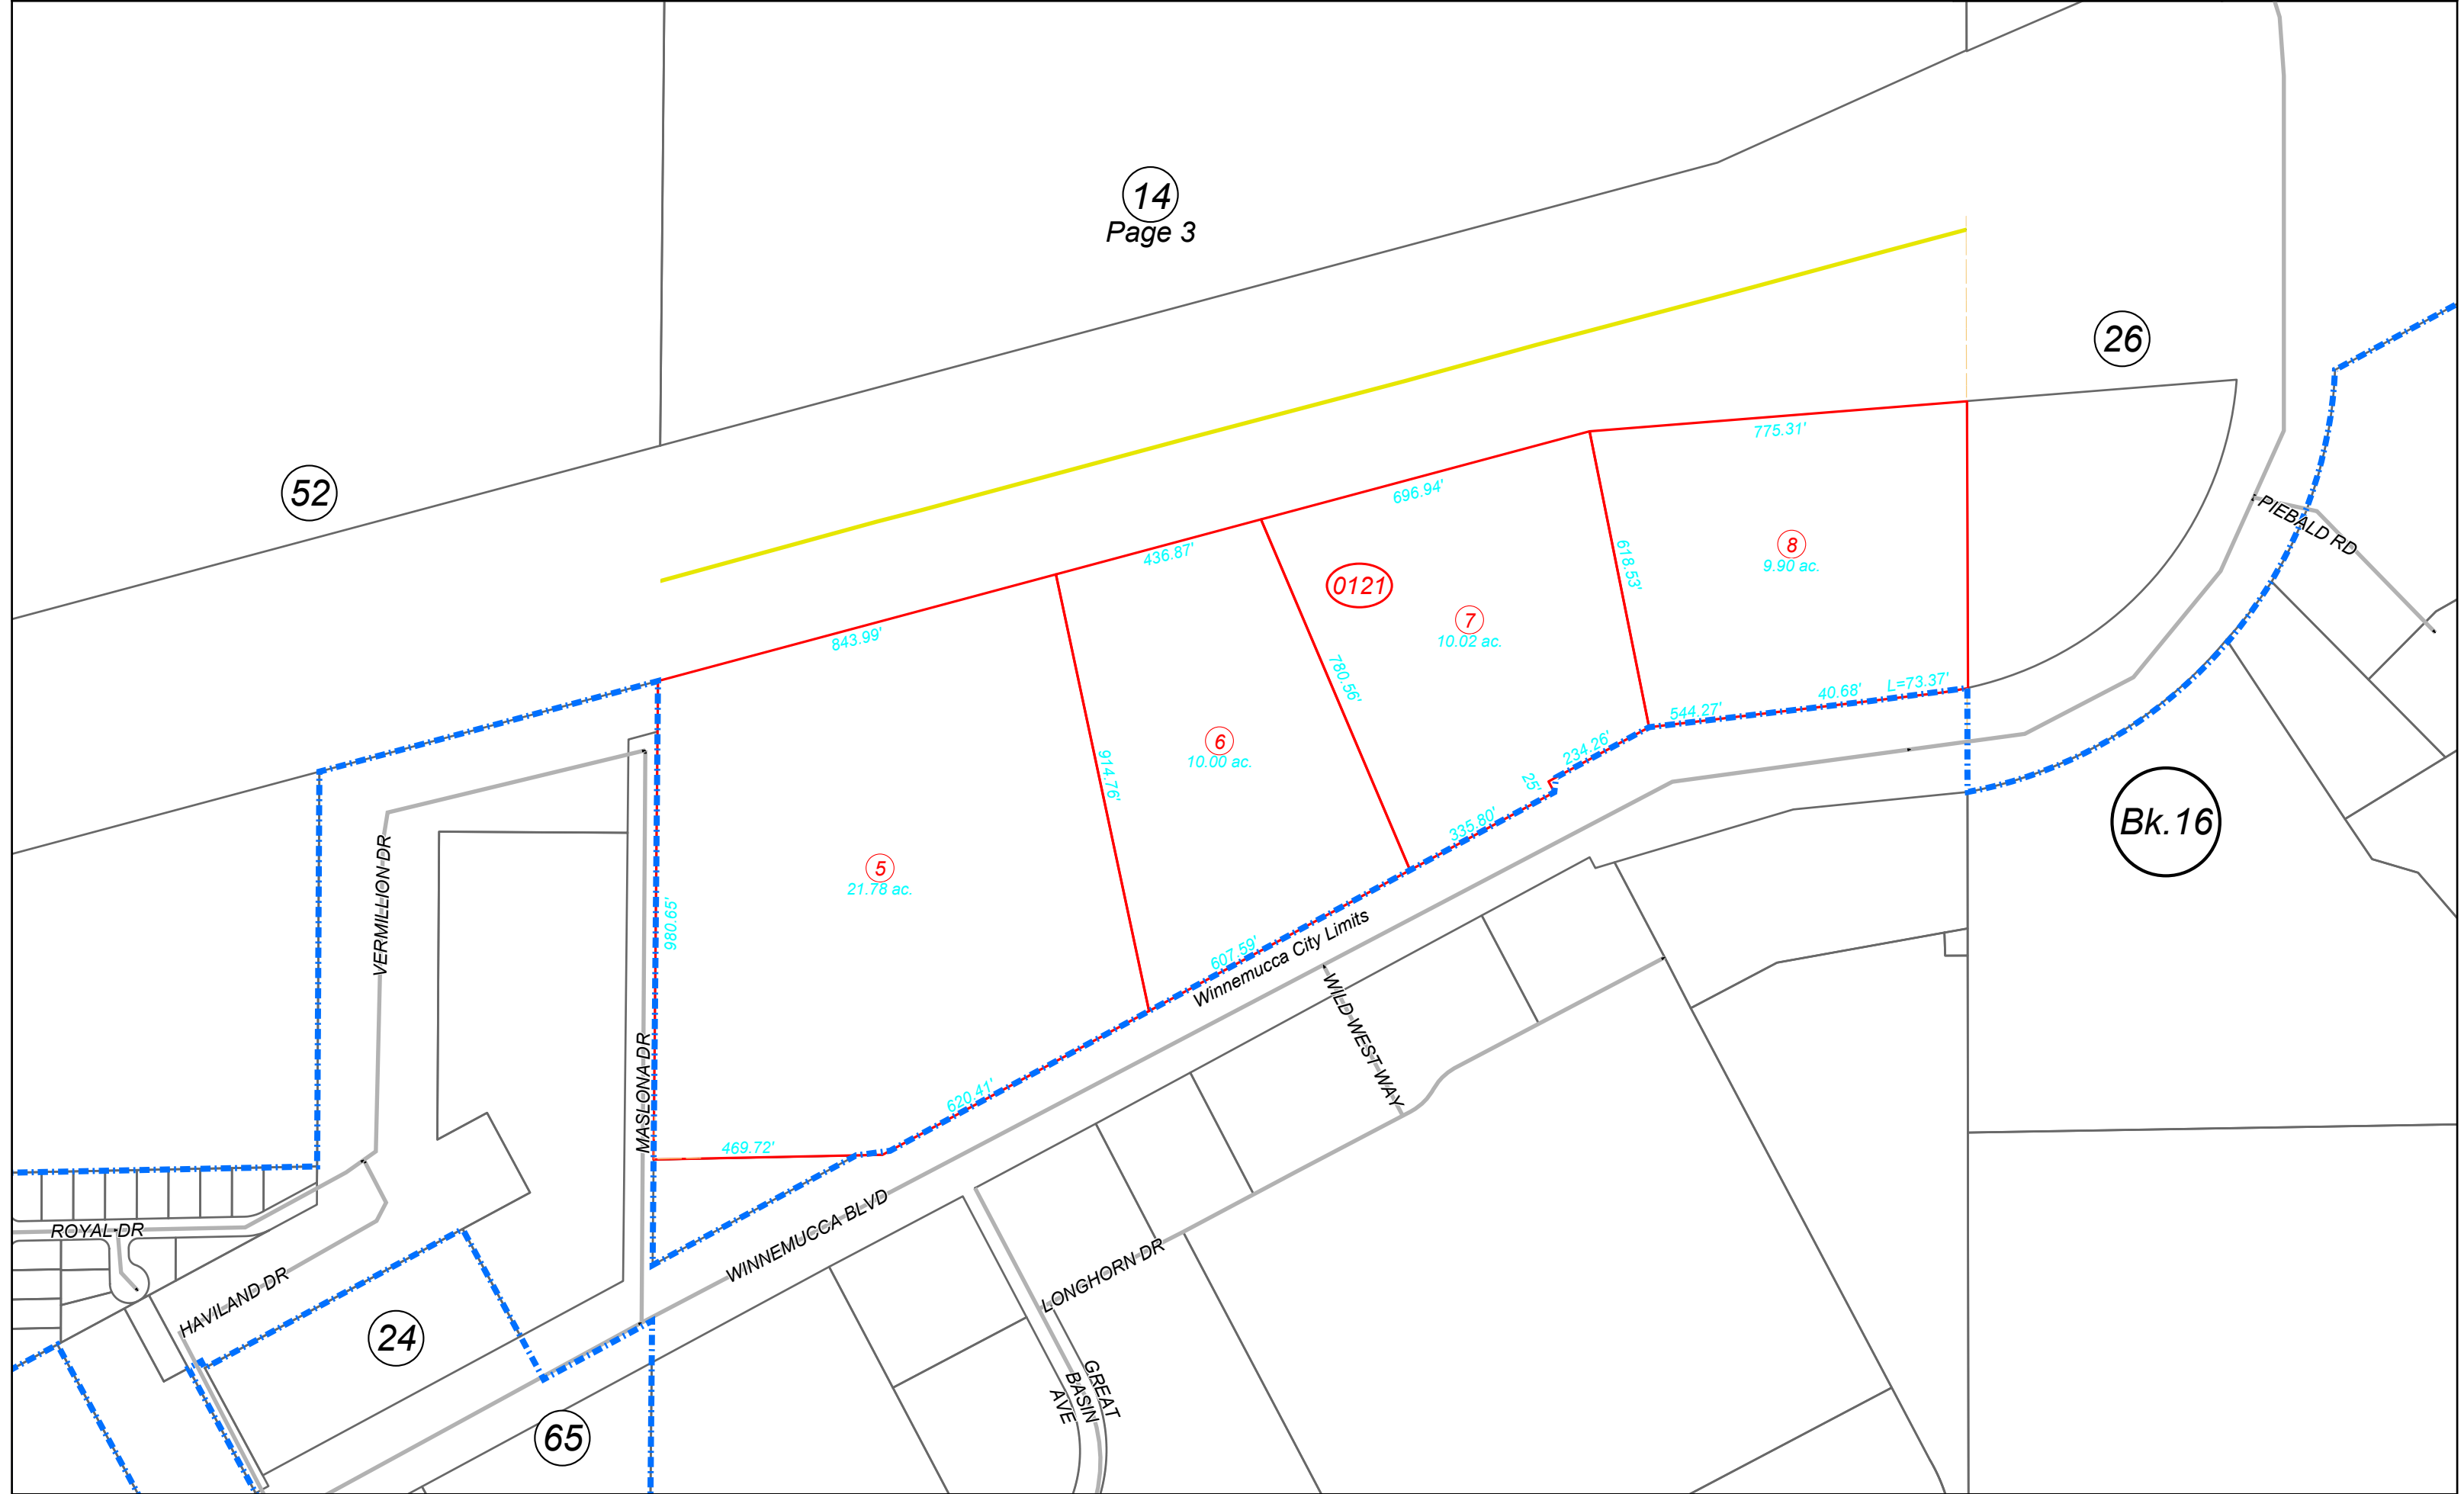 14
Page 3
26
52
775.31'
696.94'
436.87'
843.99'
PIEBALD RD
0121
8
9.90 ac.
618.53'
7
10.02 ac.
780.56'
6
10.00 ac.
914.76'
544.27'
40.68'
L=73.37'
234.26'
25'
335.80'
Bk.16
5
21.78 ac.
VERMILLION DR
980.65'
607.59'
Winnemucca City Limits
WILD WEST WAY
MASLONA DR
620.41'
469.72'
WINNEMUCCA BLVD
ROYAL DR
HAVILAND DR
LONGHORN DR
24
GREAT
BASIN
AVE
65